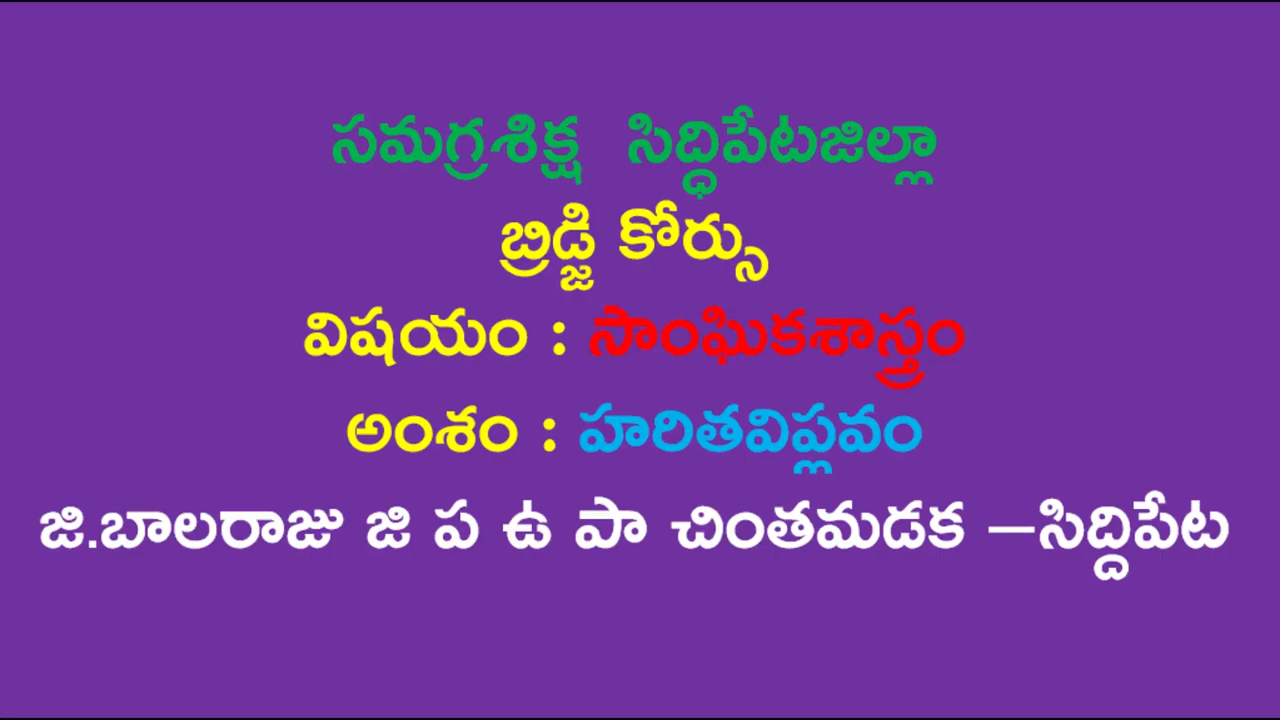 సమగ్రశిక్ష సిద్ధిపేటజిల్లా
బ్రిడ్జి కోర్సు
విషయం : సాంఘికశాస్త్రం
అంశం : హరితవిప్లవం
జి.బాలరాజు జి ప ఉ పా చింతమడక –సిద్దిపేట